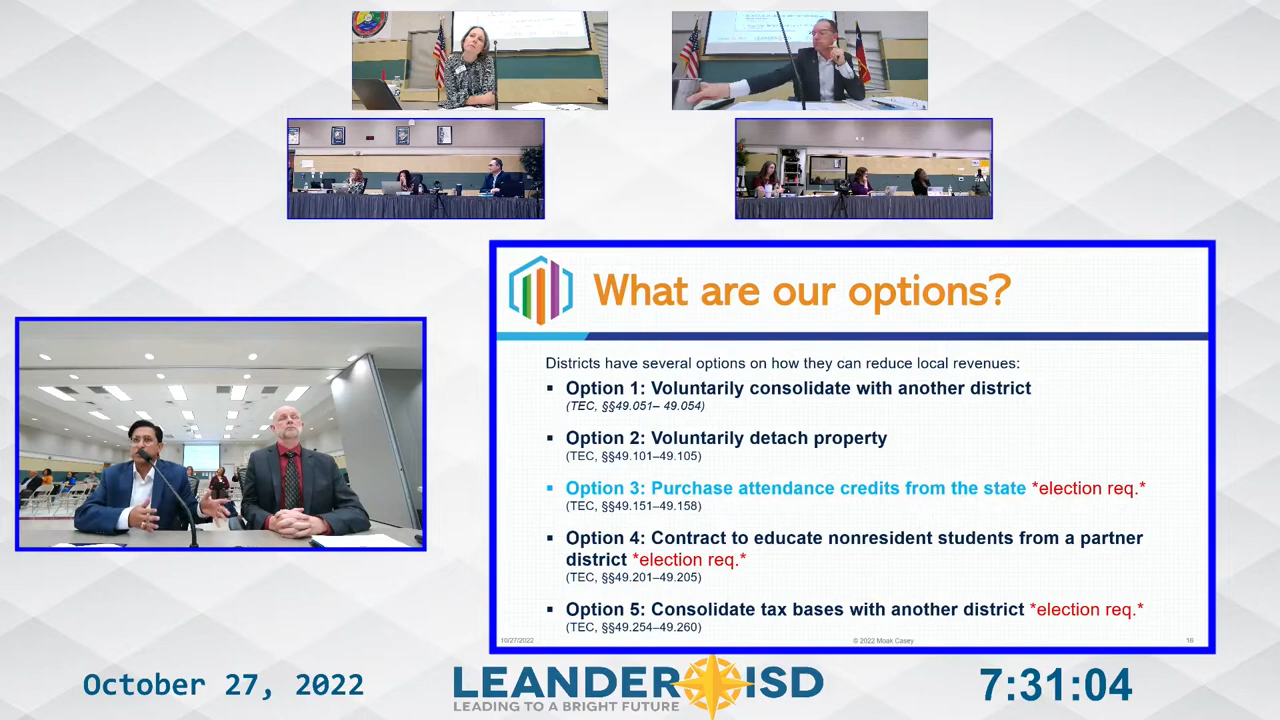 What are our options?
Districts have several options on how they can reduce local revenues:
▪ Option 1: Voluntarily consolidate with another district
(TEC, §§49.051– 49.054)
▪ Option 2: Voluntarily detach property
(TEC, §§49.101–49.105)
▪ Option 3: Purchase attendance credits from the state *election req.*
(TEC, §§49.151–49.158)
▪ Option 4: Contract to educate nonresident students from a partner
district *election req.*
(TEC, §§49.201–49.205)
▪ Option 5: Consolidate tax bases with another district *election req.*
(TEC, §§49.254–49.260)
10/27/2022 © 2022 Moak Casey 16
October 27, 2022
LEANDER ISD
LEADING TO A BRIGHT FUTURE
7:31:04